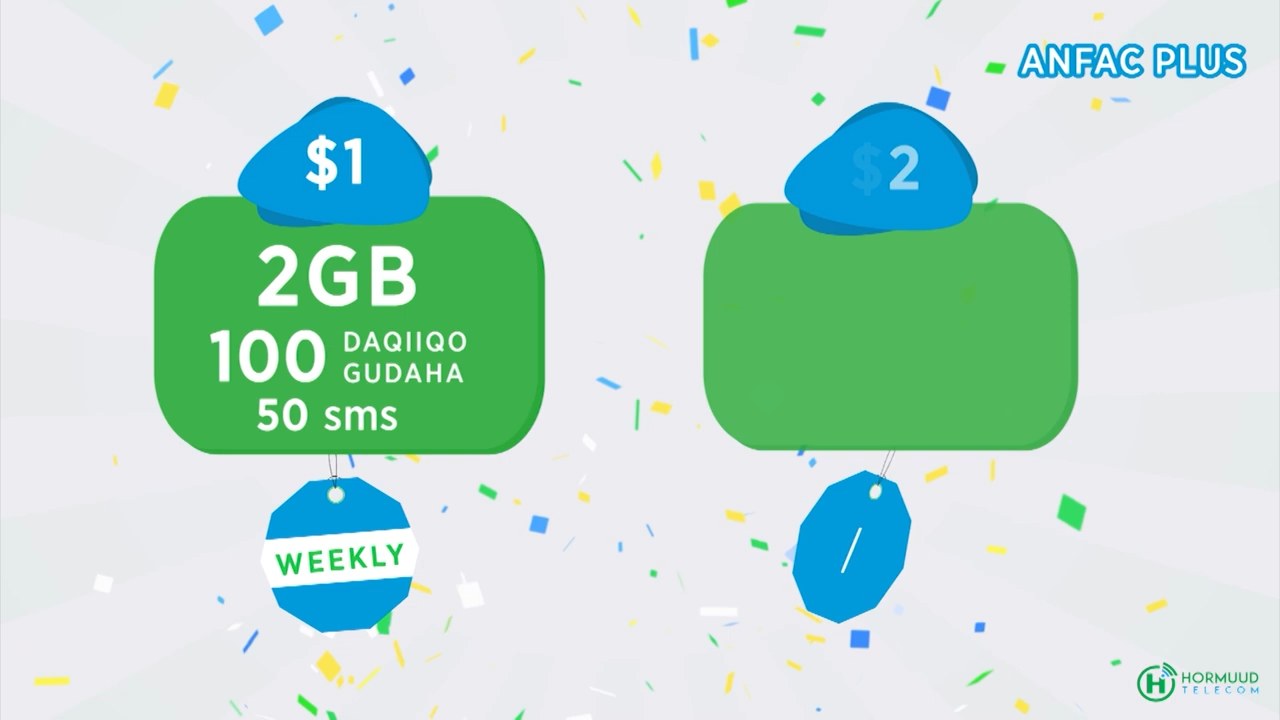 ANFAC PLUS
$1
2GB
100 DAQIIQO
GUDAHA
50 sms
WEEKLY
$2
HORMUUD
TELECOM